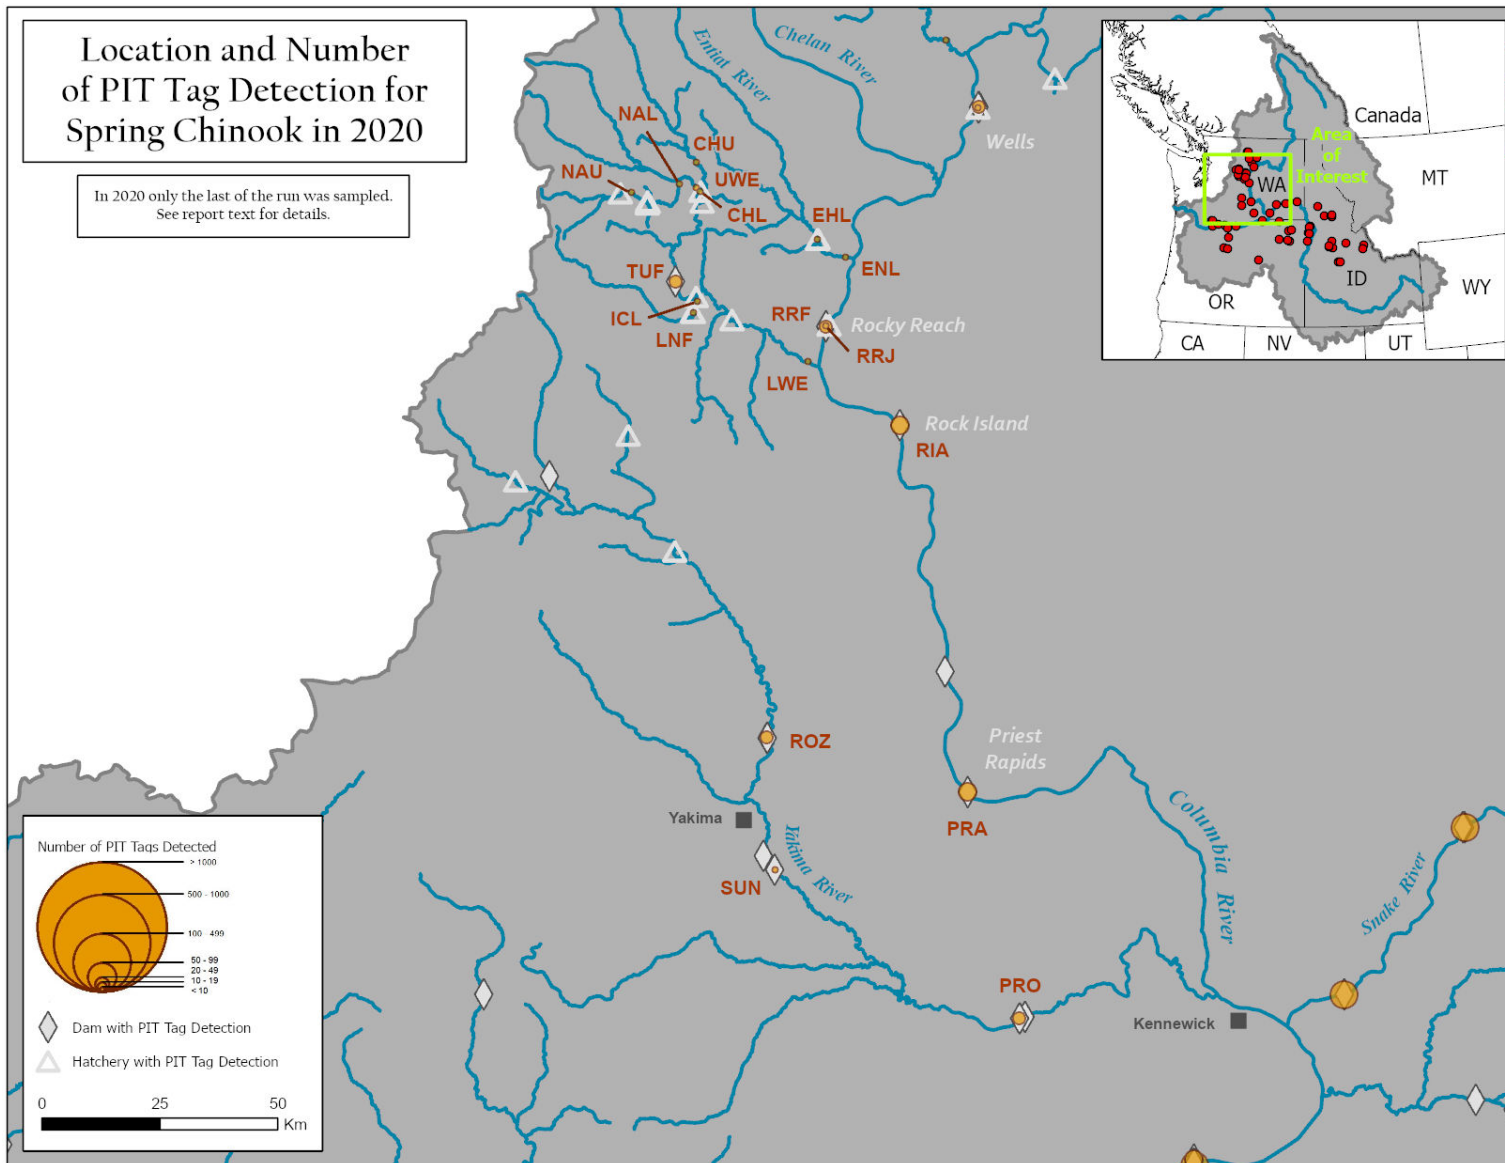 Location and Number
of PIT Tag Detection for
Spring Chinook in 2020
In 2020 only the last of the run was sampled.
See report text for details.
Entiat River
Chelan River
Wells
NAL
CHU
NAU
UWE
CHL
EHL
ENL
TUF
ICL
LNF
RRF
Rocky Reach
RRJ
LWE
Rock Island
RIA
ROZ
Priest
Rapids
PRA
Yakima
Yakima River
SUN
Columbia River
Snake River
PRO
Kennewick
Canada
Area
of
Interest
WA
MT
OR
ID
WY
CA
NV
UT
Number of PIT Tags Detected
> 1000
500 - 1000
100 - 499
50 - 99
20 - 49
10 - 19
< 10
Dam with PIT Tag Detection
Hatchery with PIT Tag Detection
0
25
50
Km